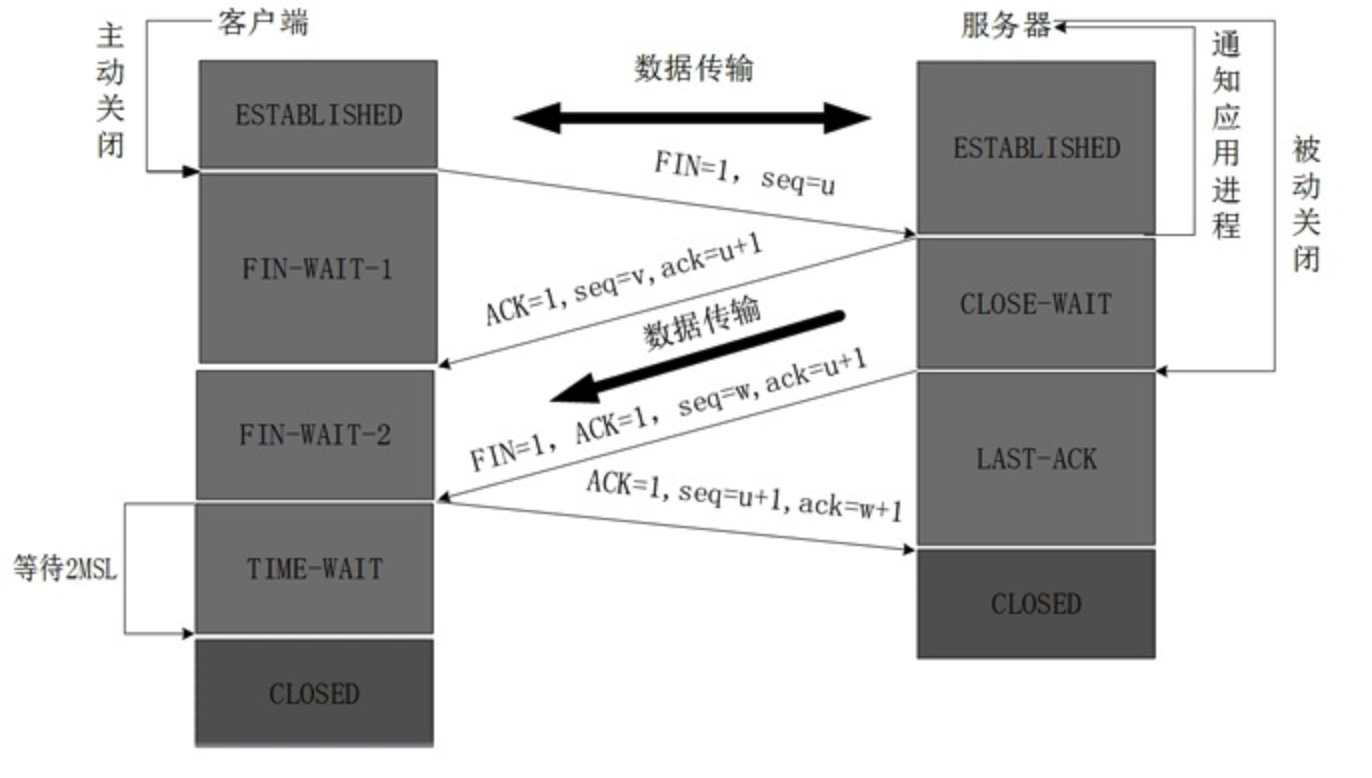 客户端
服务器
主动关闭
通知应用进程
被动关闭
数据传输
ESTABLISHED
ESTABLISHED
FIN=1, seq=u
FIN-WAIT-1
ACK=1,seq=v,ack=u+1
CLOSE-WAIT
数据传输
FIN=1, ACK=1, seq=w,ack=u+1
FIN-WAIT-2
LAST-ACK
ACK=1,seq=u+1,ack=w+1
等待2MSL
TIME-WAIT
CLOSED
CLOSED